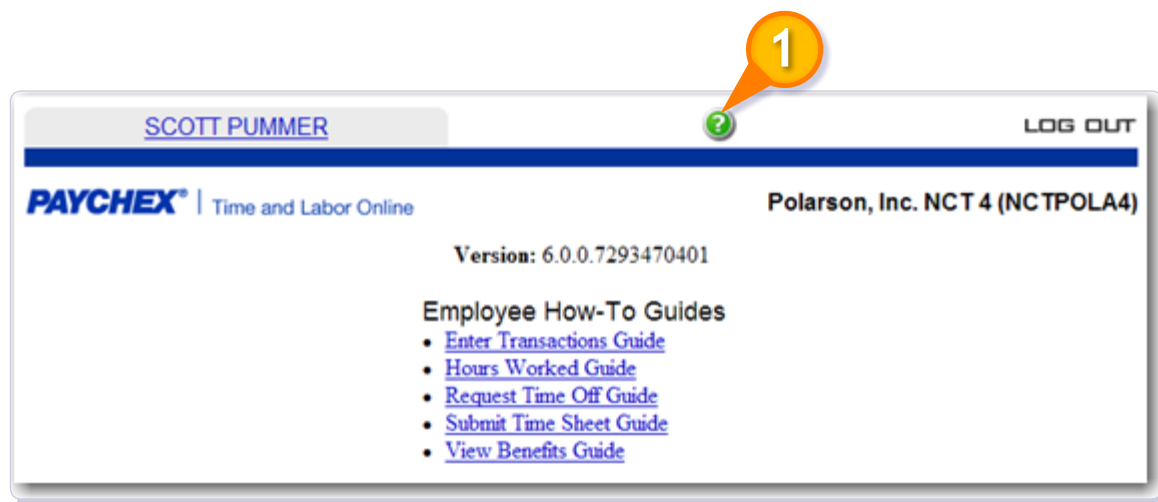 1
SCOTT PUMMER ? LOG OUT
PAYCHEX® | Time and Labor Online Polarson, Inc. NCT 4 (NCTPOLA4)
Version: 6.0.0.7293470401
Employee How-To Guides
• Enter Transactions Guide
• Hours Worked Guide
• Request Time Off Guide
• Submit Time Sheet Guide
• View Benefits Guide